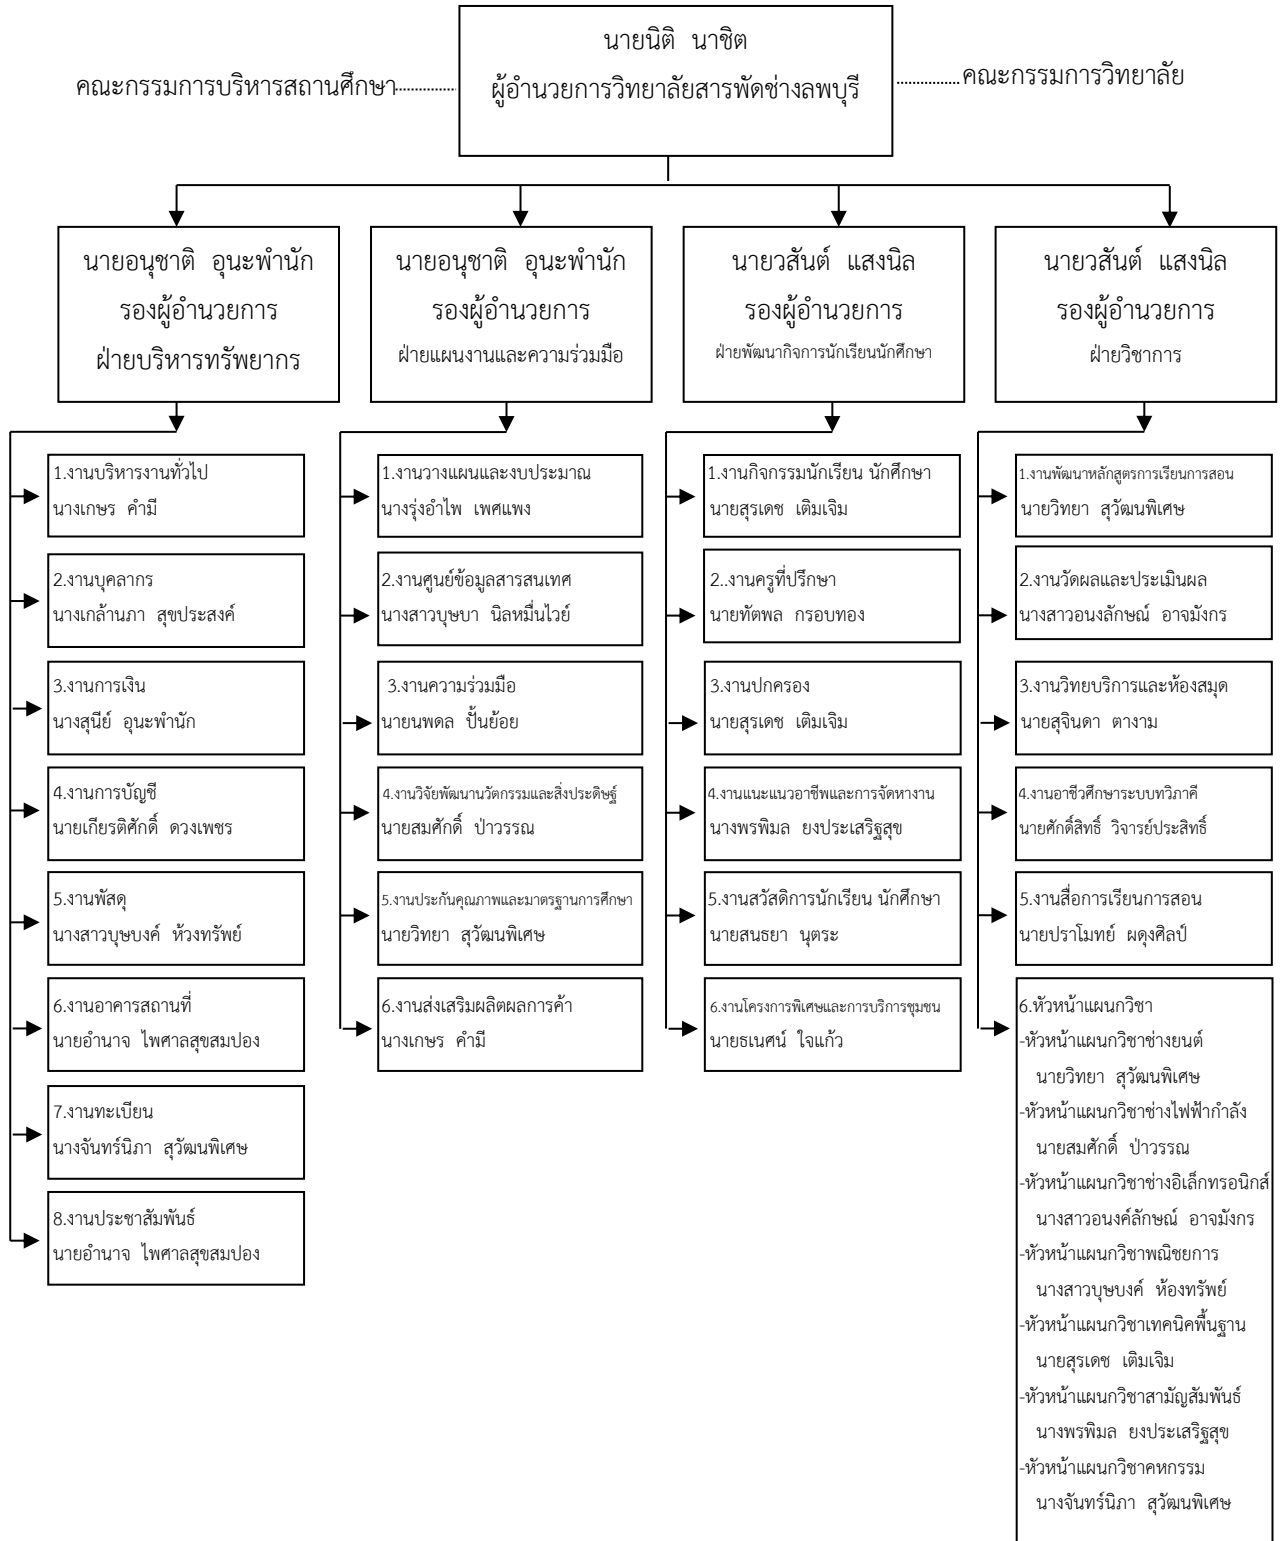 นายนิติ นาชิต
ผู้อำนวยการวิทยาลัยสารพัดช่างลพบุรี
คณะกรรมการบริหารสถานศึกษา
คณะกรรมการวิทยาลัย
นายอนุชาติ อุนะพำนัก
รองผู้อำนวยการ
ฝ่ายบริหารทรัพยากร
นายอนุชาติ อุนะพำนัก
รองผู้อำนวยการ
ฝ่ายแผนงานและความร่วมมือ
นายวสันต์ แสงนิล
รองผู้อำนวยการ
ฝ่ายพัฒนากิจการนักเรียนนักศึกษา
นายวสันต์ แสงนิล
รองผู้อำนวยการ
ฝ่ายวิชาการ
1.งานบริหารงานทั่วไป
นางเกษร คำมี
2.งานบุคลากร
นางเกล้านภา สุขประสงค์
3.งานการเงิน
นางสุนีย์ อุนะพำนัก
4.งานการบัญชี
นายเกียรติศักดิ์ ดวงเพชร
5.งานพัสดุ
นางสาวบุษบงค์ ห้วงทรัพย์
6.งานอาคารสถานที่
นายอำนาจ ไพศาลสุขสมปอง
7.งานทะเบียน
นางจันทร์นิภา สุวัฒนพิเศษ
8.งานประชาสัมพันธ์
นายอำนาจ ไพศาลสุขสมปอง
1.งานวางแผนและงบประมาณ
นางรุ่งอำไพ เพศแพง
2.งานศูนย์ข้อมูลสารสนเทศ
นางสาวบุษบา นิลหมื่นไวย์
3.งานความร่วมมือ
นายนพดล ปั้นย้อย
4.งานวิจัยพัฒนานวัตกรรมและสิ่งประดิษฐ์
นายสมศักดิ์ ป่าวรรณ
5.งานประกันคุณภาพและมาตรฐานการศึกษา
นายวิทยา สุวัฒนพิเศษ
6.งานส่งเสริมผลิตผลการค้า
นางเกษร คำมี
1.งานกิจกรรมนักเรียน นักศึกษา
นายสุรเดช เติมเจิม
2..งานครูที่ปรึกษา
นายทัตพล กรอบทอง
3.งานปกครอง
นายสุรเดช เติมเจิม
4.งานแนะแนวอาชีพและการจัดหางาน
นางพรพิมล ยงประเสริฐสุข
5.งานสวัสดิการนักเรียน นักศึกษา
นายสนธยา นุตระ
6.งานโครงการพิเศษและการบริการชุมชน
นายธเนศน์ ใจแก้ว
1.งานพัฒนาหลักสูตรการเรียนการสอน
นายวิทยา สุวัฒนพิเศษ
2.งานวัดผลและประเมินผล
นางสาวอนงลักษณ์ อาจมังกร
3.งานวิทยบริการและห้องสมุด
นายสุจินดา ตางาม
4.งานอาชีวศึกษาระบบทวิภาคี
นายศักดิ์สิทธิ์ วิจารย์ประสิทธิ์
5.งานสื่อการเรียนการสอน
นายปราโมทย์ ผดุงศิลป์
6.หัวหน้าแผนกวิชา
-หัวหน้าแผนกวิชาช่างยนต์
นายวิทยา สุวัฒนพิเศษ
-หัวหน้าแผนกวิชาช่างไฟฟ้ากำลัง
นายสมศักดิ์ ป่าวรรณ
-หัวหน้าแผนกวิชาช่างอิเล็กทรอนิกส์
นางสาวอนงค์ลักษณ์ อาจมังกร
-หัวหน้าแผนกวิชาพณิชยการ
นางสาวบุษบงค์ ห้องทรัพย์
-หัวหน้าแผนกวิชาเทคนิคพื้นฐาน
นายสุรเดช เติมเจิม
-หัวหน้าแผนกวิชาสามัญสัมพันธ์
นางพรพิมล ยงประเสริฐสุข
-หัวหน้าแผนกวิชาคหกรรม
นางจันทร์นิภา สุวัฒนพิเศษ